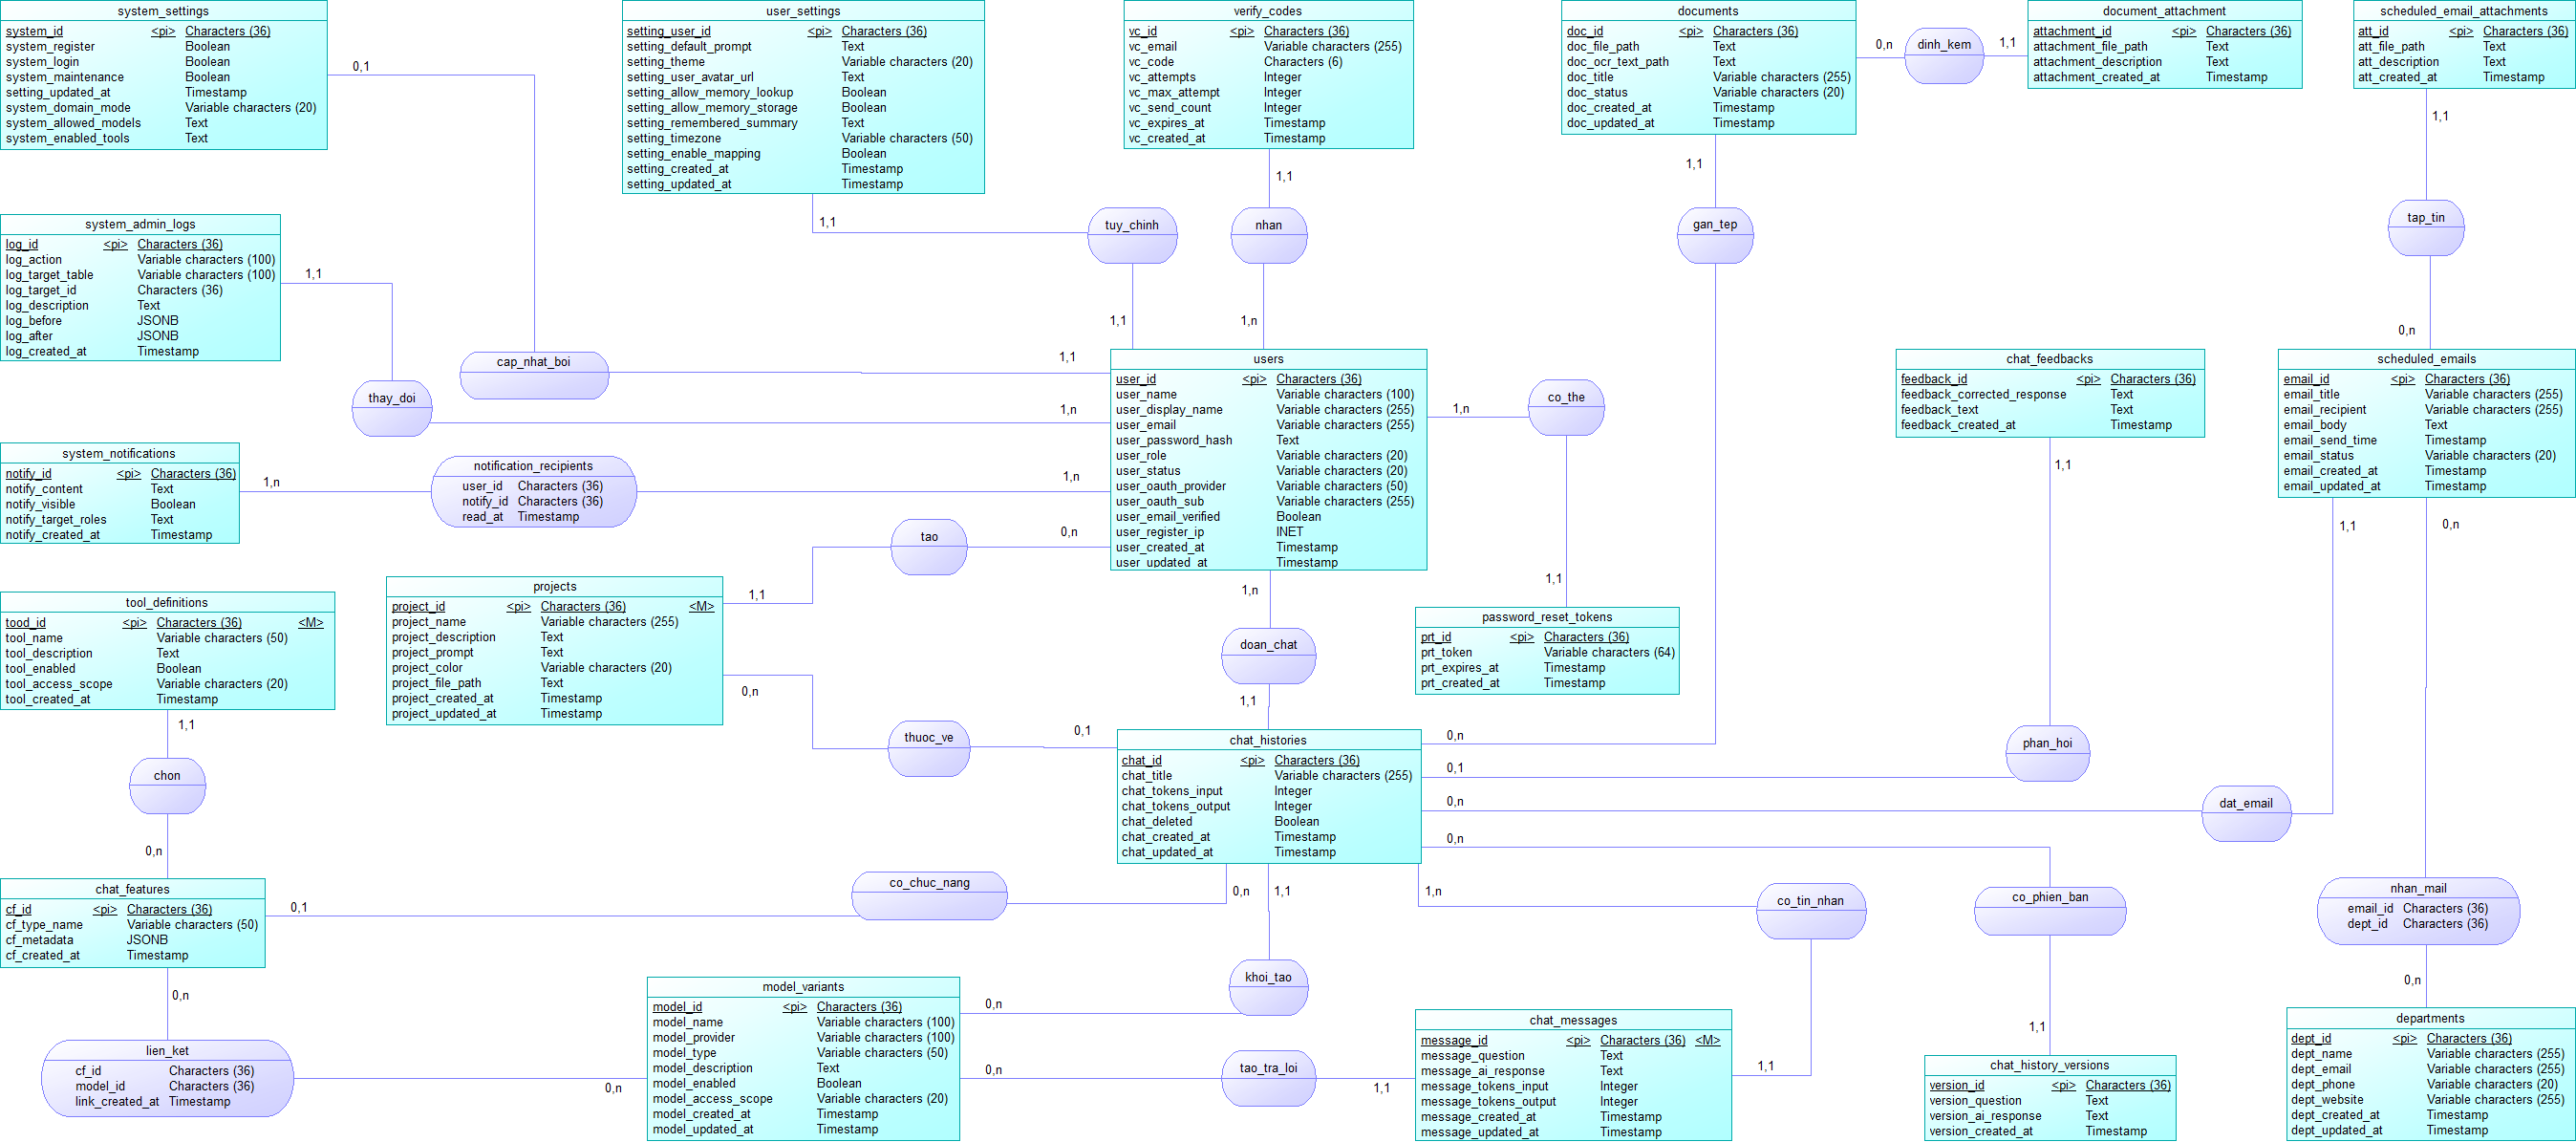 system_settings
system_id <pi> Characters (36)
system_register Boolean
system_login Boolean
system_maintenance Boolean
setting_updated_at Timestamp
system_domain_mode Variable characters (20)
system_allowed_models Text
system_enabled_tools Text
0,1
user_settings
setting_user_id <pi> Characters (36)
setting_default_prompt Text
setting_theme Variable characters (20)
setting_user_avatar_url Text
setting_allow_memory_lookup Boolean
setting_allow_memory_storage Boolean
setting_remembered_summary Text
setting_timezone Variable characters (50)
setting_enable_mapping Boolean
setting_created_at Timestamp
setting_updated_at Timestamp
1,1
tuy_chinh
1,1
verify_codes
vc_id <pi> Characters (36)
vc_email Variable characters (255)
vc_code Characters (6)
vc_attempts Integer
vc_max_attempt Integer
vc_send_count Integer
vc_expires_at Timestamp
vc_created_at Timestamp
1,1
nhan
1,n
documents
doc_id <pi> Characters (36)
doc_file_path Text
doc_ocr_text_path Text
doc_title Variable characters (255)
doc_status Variable characters (20)
doc_created_at Timestamp
doc_updated_at Timestamp
0,n
dinh_kem
1,1
1,1
gan_tep
document_attachment
attachment_id <pi> Characters (36)
attachment_file_path Text
attachment_description Text
attachment_created_at Timestamp
scheduled_email_attachments
att_id <pi> Characters (36)
att_file_path Text
att_description Text
att_created_at Timestamp
1,1
tap_tin
0,n
system_admin_logs
log_id <pi> Characters (36)
log_action Variable characters (100)
log_target_table Variable characters (100)
log_target_id Characters (36)
log_description Text
log_before JSONB
log_after JSONB
log_created_at Timestamp
1,1
cap_nhat_boi
1,1
thay_doi
1,n
users
user_id <pi> Characters (36)
user_name Variable characters (100)
user_display_name Variable characters (255)
user_email Variable characters (255)
user_password_hash Text
user_role Variable characters (20)
user_status Variable characters (20)
user_oauth_provider Variable characters (50)
user_oauth_sub Variable characters (255)
user_email_verified Boolean
user_register_ip INET
user_created_at Timestamp
user_updated_at Timestamp
1,n
co_the
1,1
chat_feedbacks
feedback_id <pi> Characters (36)
feedback_corrected_response Text
feedback_text Text
feedback_created_at Timestamp
1,1
scheduled_emails
email_id <pi> Characters (36)
email_title Variable characters (255)
email_recipient Variable characters (255)
email_body Text
email_send_time Timestamp
email_status Variable characters (20)
email_created_at Timestamp
email_updated_at Timestamp
1,1
0,n
system_notifications
notify_id <pi> Characters (36)
notify_content Text
notify_visible Boolean
notify_target_roles Text
notify_created_at Timestamp
1,n
notification_recipients
user_id Characters (36)
notify_id Characters (36)
read_at Timestamp
1,n
tao
0,n
1,1
projects
project_id <pi> Characters (36) <M>
project_name Variable characters (255)
project_description Text
project_prompt Text
project_color Variable characters (20)
project_file_path Text
project_created_at Timestamp
project_updated_at Timestamp
0,n
thuoc_ve
0,1
1,n
doan_chat
1,1
password_reset_tokens
prt_id <pi> Characters (36)
prt_token Variable characters (64)
prt_expires_at Timestamp
prt_created_at Timestamp
tool_definitions
tood_id <pi> Characters (36) <M>
tool_name Variable characters (50)
tool_description Text
tool_enabled Boolean
tool_access_scope Variable characters (20)
tool_created_at Timestamp
1,1
chon
0,n
chat_histories
chat_id <pi> Characters (36)
chat_title Variable characters (255)
chat_tokens_input Integer
chat_tokens_output Integer
chat_deleted Boolean
chat_created_at Timestamp
chat_updated_at Timestamp
0,n
0,1
phan_hoi
0,n
dat_email
0,n
co_phien_ban
1,1
1,n
co_tin_nhan
1,1
nhan_mail
email_id Characters (36)
dept_id Characters (36)
0,n
chat_features
cf_id <pi> Characters (36)
cf_type_name Variable characters (50)
cf_metadata JSONB
cf_created_at Timestamp
0,1
co_chuc_nang
0,n
1,1
khoi_tao
0,n
0,n
lien_ket
cf_id Characters (36)
model_id Characters (36)
link_created_at Timestamp
0,n
model_variants
model_id <pi> Characters (36)
model_name Variable characters (100)
model_provider Variable characters (100)
model_type Variable characters (50)
model_description Text
model_enabled Boolean
model_access_scope Variable characters (20)
model_created_at Timestamp
model_updated_at Timestamp
0,n
tao_tra_loi
1,1
chat_messages
message_id <pi> Characters (36) <M>
message_question Text
message_ai_response Text
message_tokens_input Integer
message_tokens_output Integer
message_created_at Timestamp
message_updated_at Timestamp
chat_history_versions
version_id <pi> Characters (36)
version_question Text
version_ai_response Text
version_created_at Timestamp
departments
dept_id <pi> Characters (36)
dept_name Variable characters (255)
dept_email Variable characters (255)
dept_phone Variable characters (20)
dept_website Variable characters (255)
dept_created_at Timestamp
dept_updated_at Timestamp